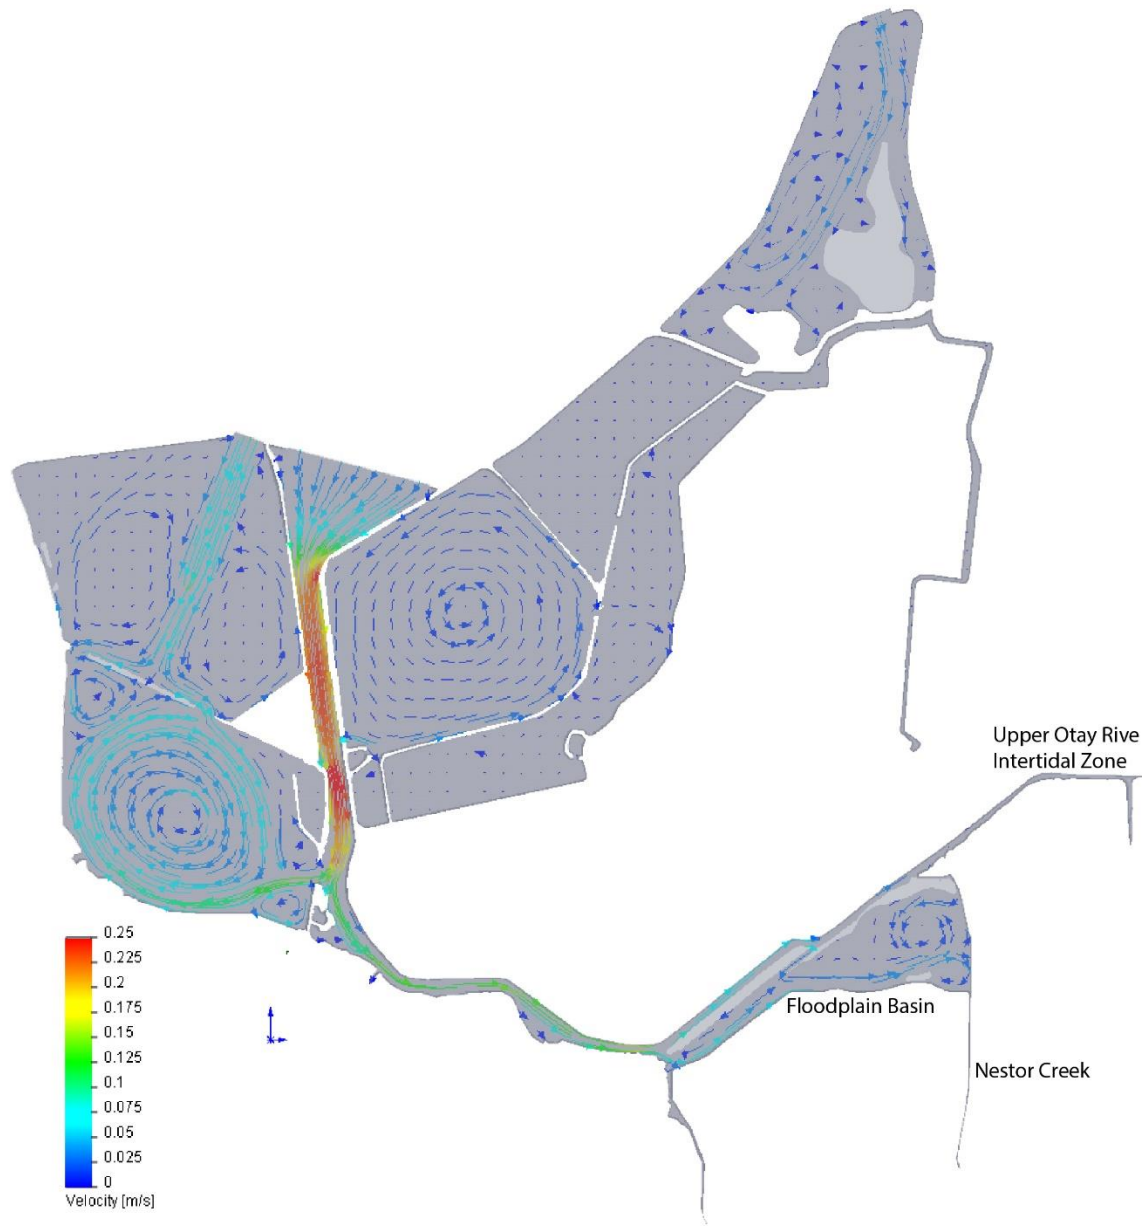 Upper Otay Rive
Intertidal Zone
Floodplain Basin
Nestor Creek
0.25
0.225
0.2
0.175
0.15
0.125
0.1
0.075
0.05
0.025
0
Velocity [m/s]